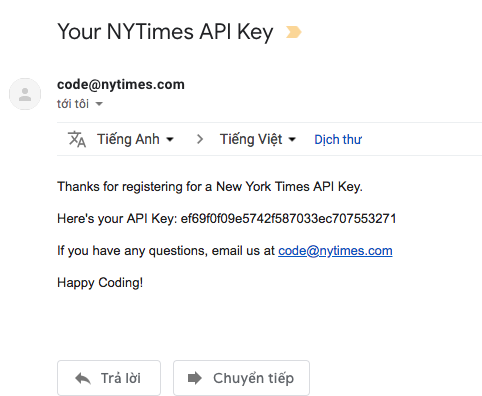 Your NYTimes API Key
code@nytimes.com
tới tôi
Tiếng Anh Tiếng Việt Dịch thư
Thanks for registering for a New York Times API Key.
Here's your API Key: ef69f0f09e5742f587033ec707553271
If you have any questions, email us at code@nytimes.com
Happy Coding!
Trả lời Chuyển tiếp